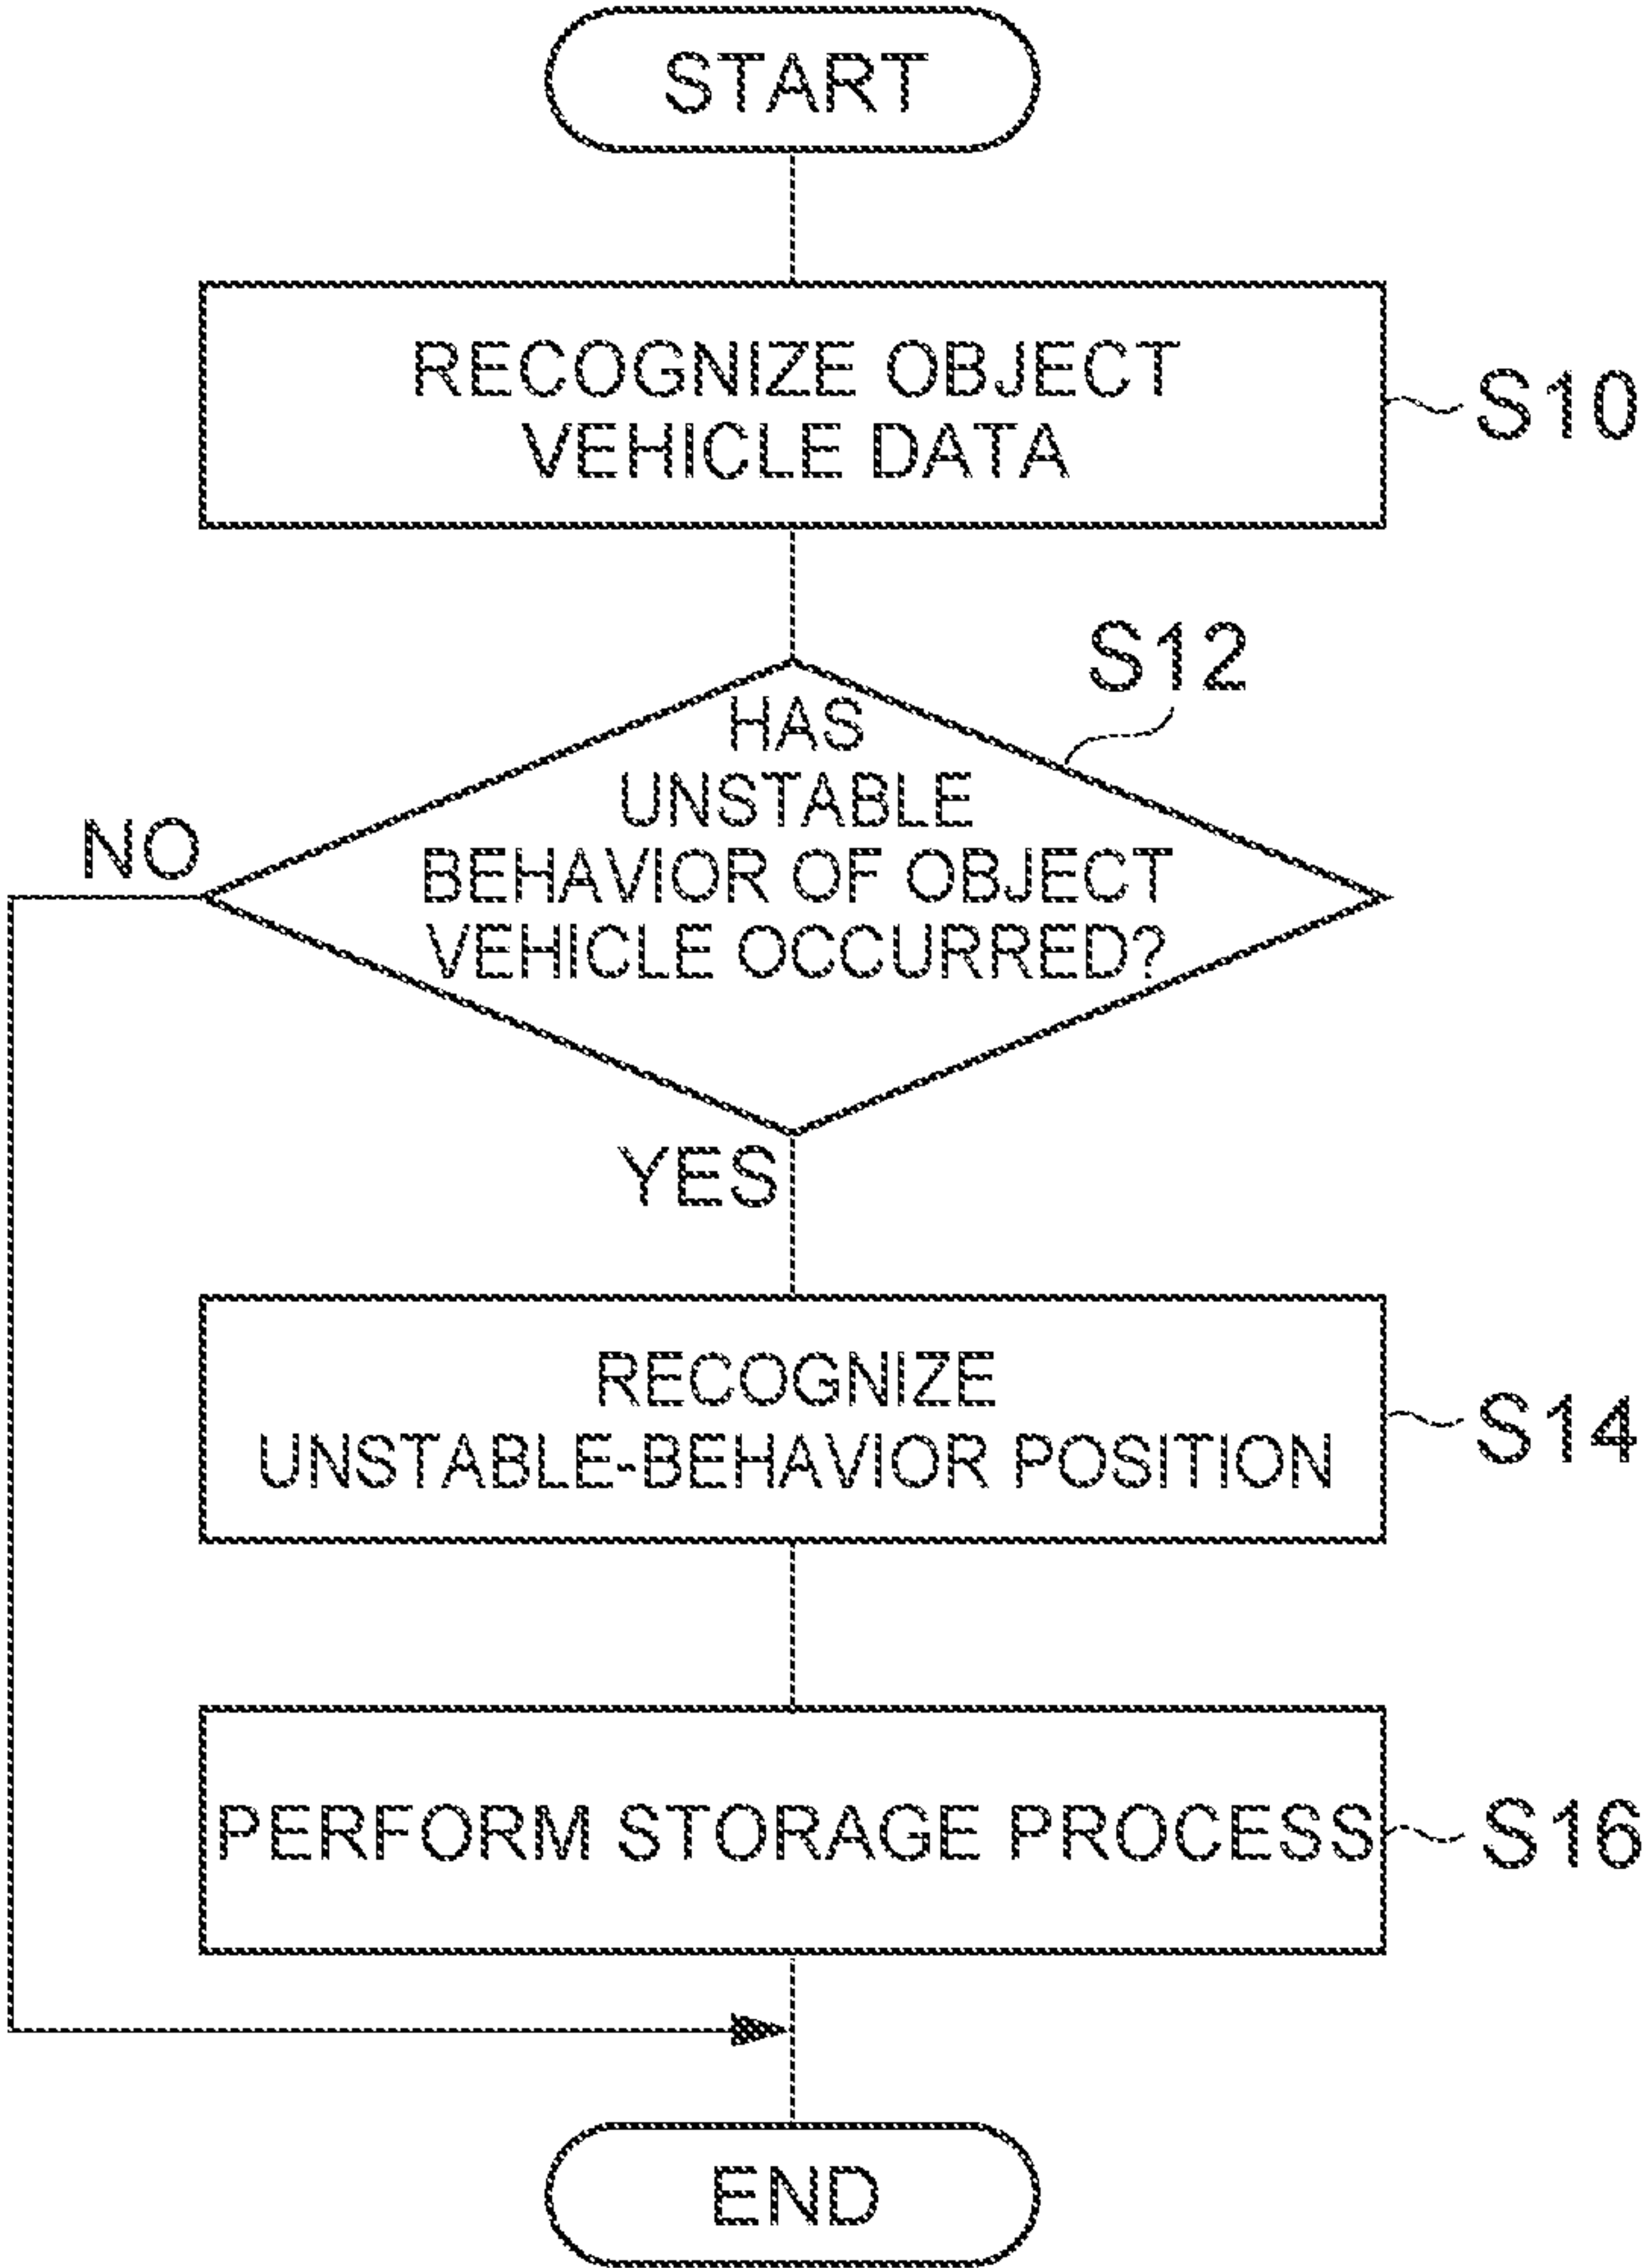 START
RECOGNIZE OBJECT
VEHICLE DATA
S10
S12
HAS
UNSTABLE
BEHAVIOR OF OBJECT
VEHICLE OCCURRED?
NO
YES
RECOGNIZE
UNSTABLE-BEHAVIOR POSITION
S14
PERFORM STORAGE PROCESS
S16
END